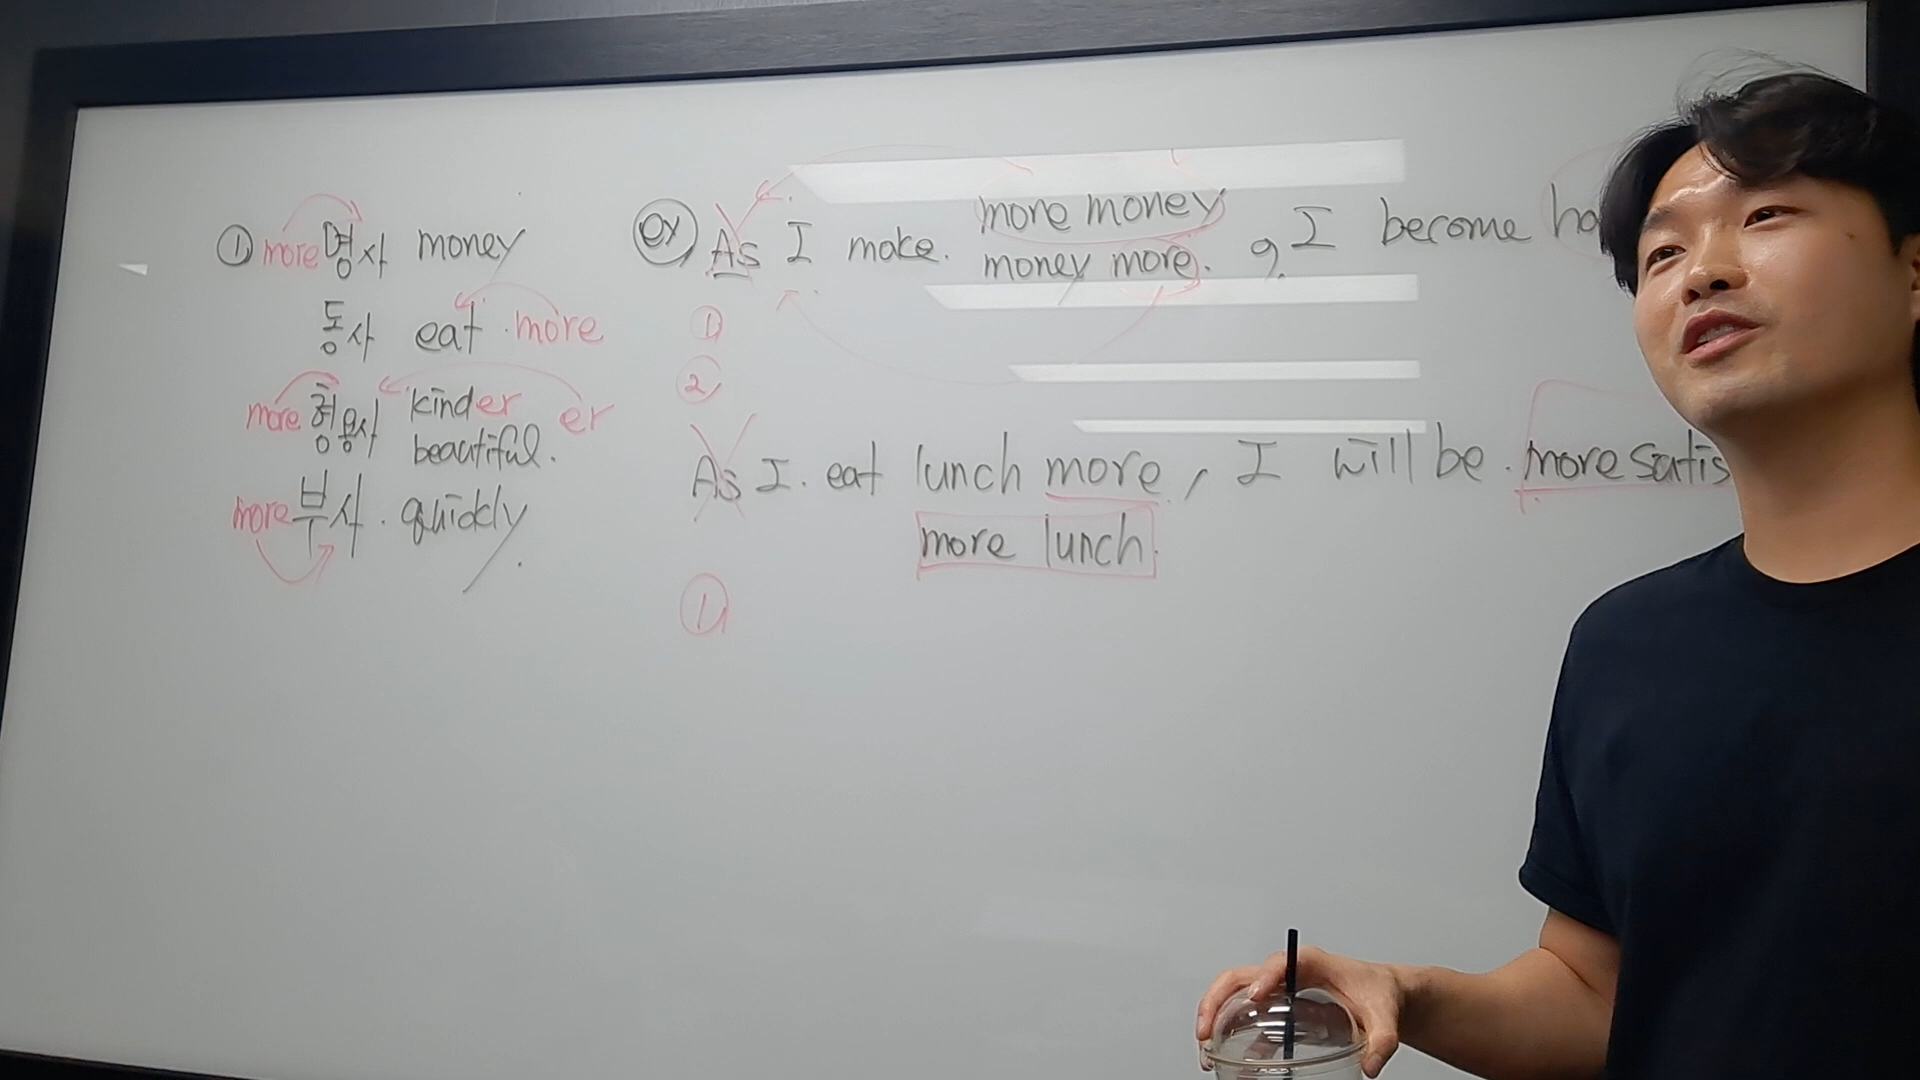 ① more 명사 money
동사 eat more
more 형용사 kinder er
beautiful.
more 부사. quickly
ex As I make. more money , I become
money more.
①
②
As I. eat lunch more, I will be. more
more lunch.
①